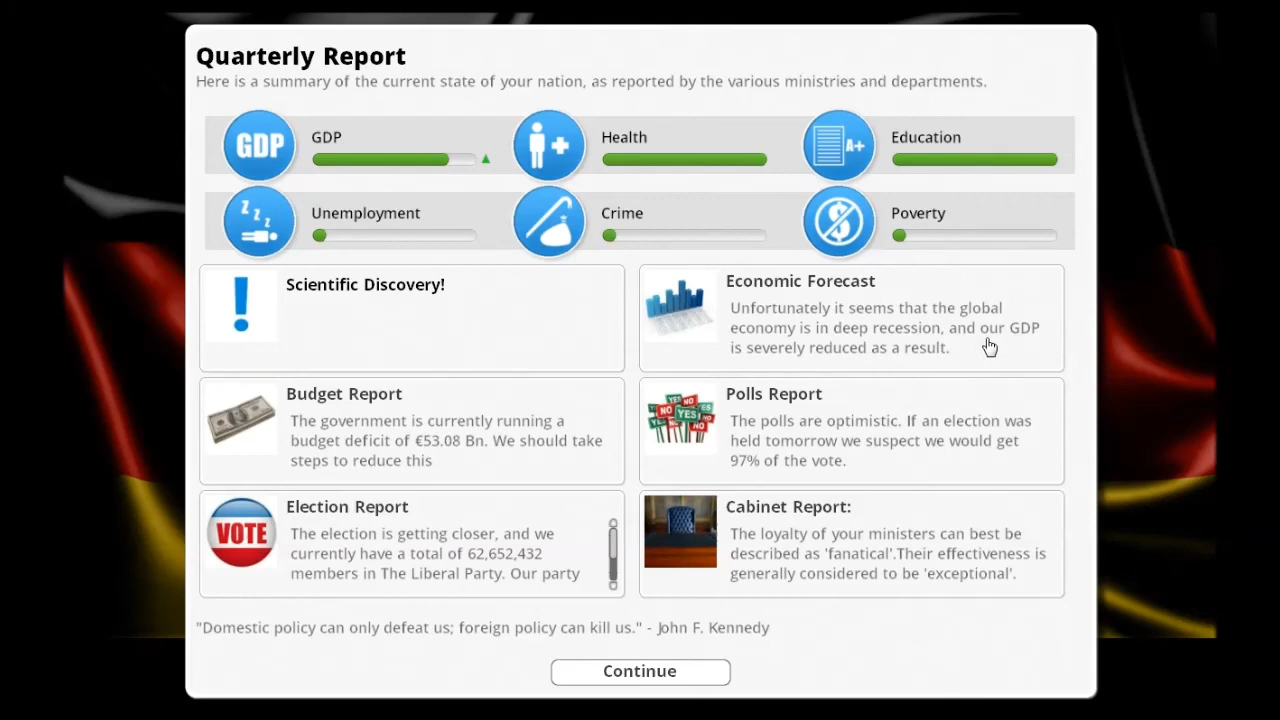 Quarterly Report
Here is a summary of the current state of your nation, as reported by the various ministries and departments.
GDP
GDP
Health
A+
Education
Z z z
Unemployment
Crime
$
Poverty
Scientific Discovery!
Economic Forecast
Unfortunately it seems that the global
economy is in deep recession, and our GDP
is severely reduced as a result.
Budget Report
The government is currently running a
budget deficit of €53.08 Bn. We should take
steps to reduce this
YES
NO YES YES
NO NO
Polls Report
The polls are optimistic. If an election was
held tomorrow we suspect we would get
97% of the vote.
VOTE
Election Report
The election is getting closer, and we
currently have a total of 62,652,432
members in The Liberal Party. Our party
Cabinet Report:
The loyalty of your ministers can best be
described as 'fanatical'.Their effectiveness is
generally considered to be 'exceptional'.
"Domestic policy can only defeat us; foreign policy can kill us." - John F. Kennedy
Continue